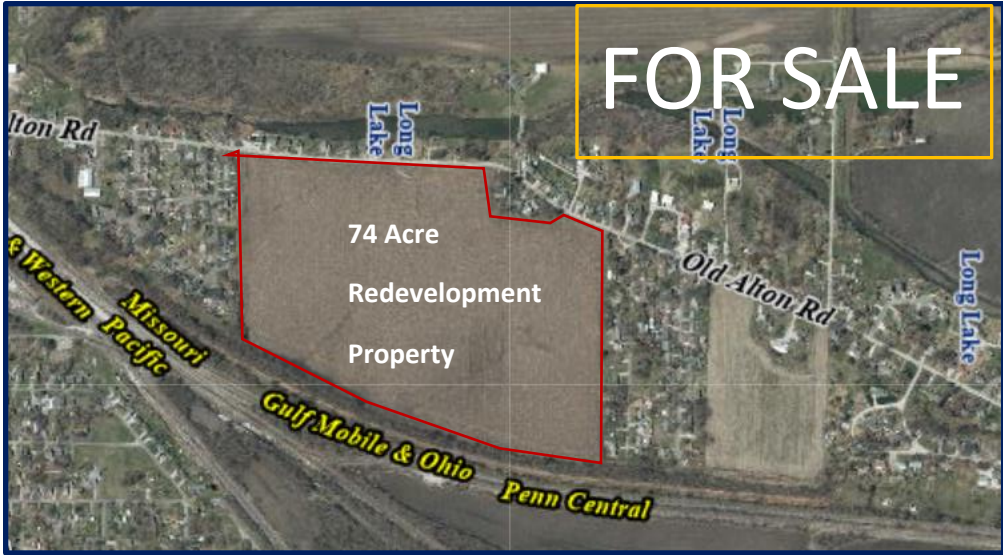 FOR SALE
lton Rd
Long
Lake
Long
Lake
74 Acre
Redevelopment
Property
Old Alton Rd
Long Lake
& Western Pacific
Missouri
Gulf Mobile & Ohio
Penn Central